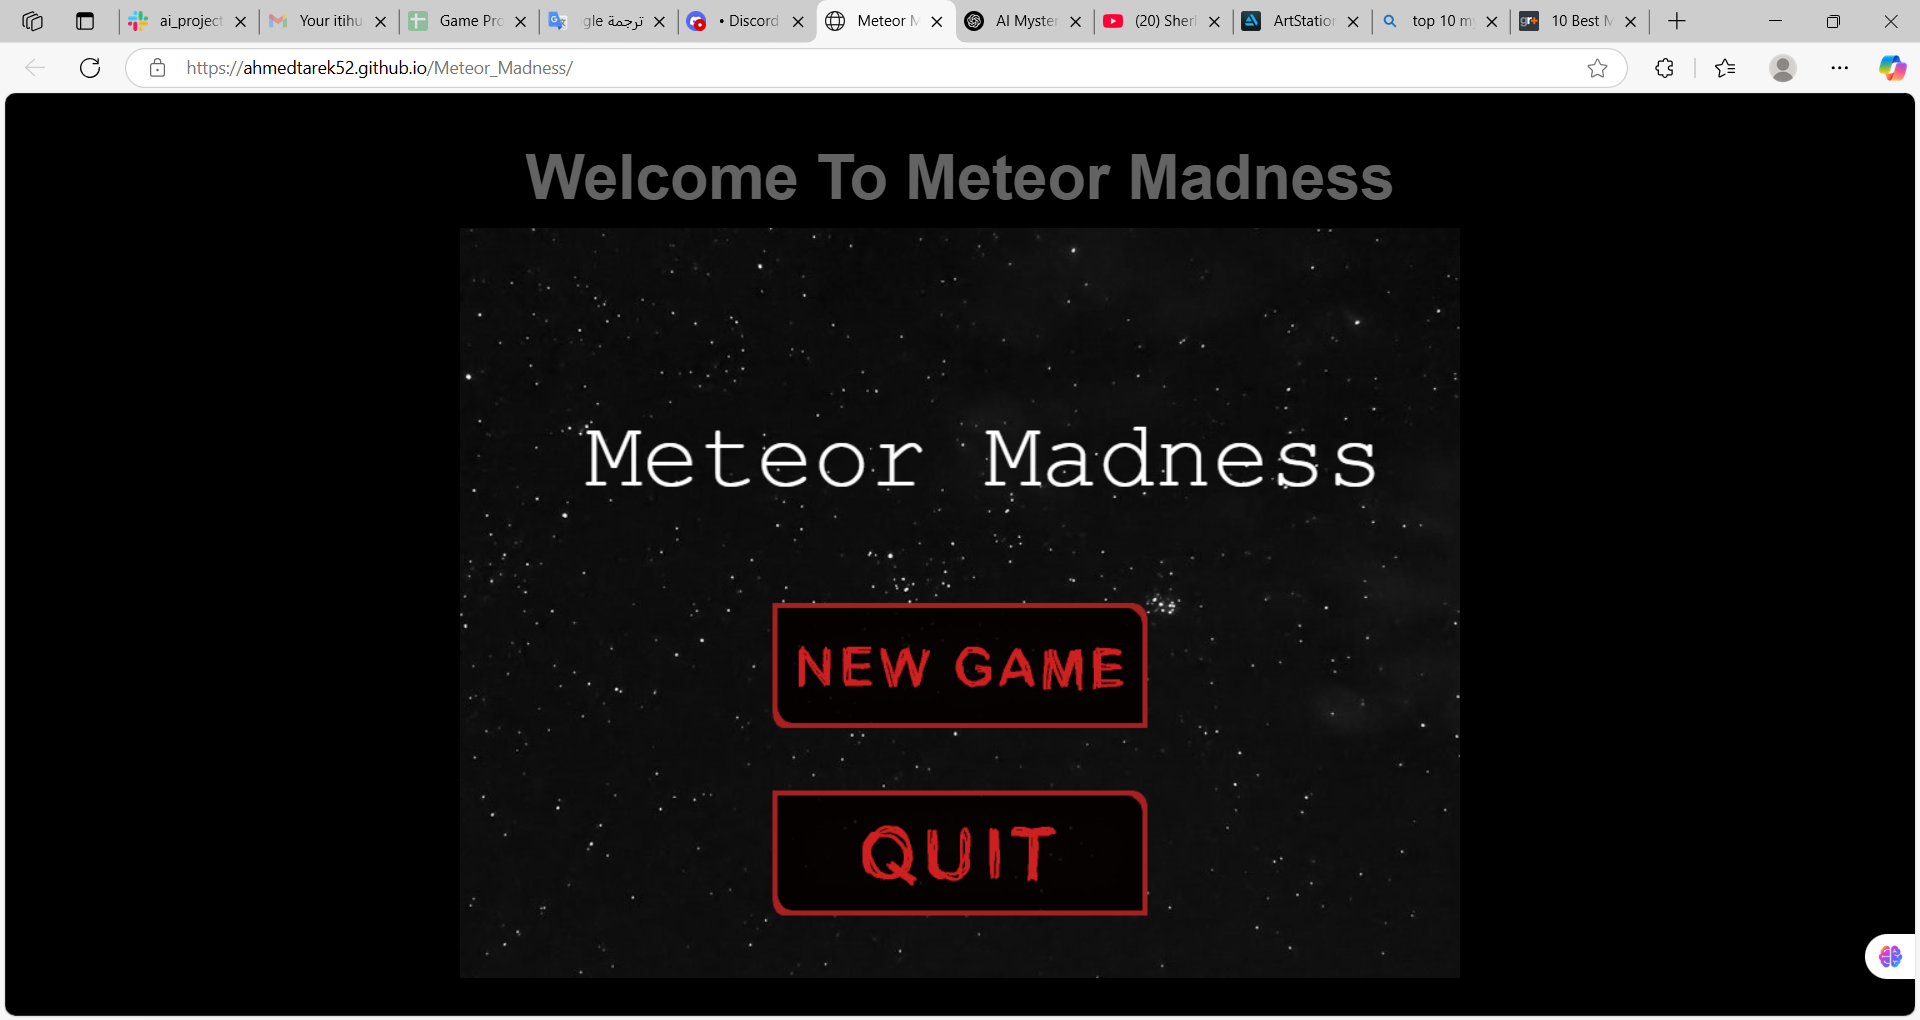 ai_project
Your itihu
Game Pro
ترجمة gle
• Discord
Meteor M
AI Myster
(20) Sherl
ArtStation
top 10 m
gr+
10 Best M
https://ahmedtarek52.github.io/Meteor_Madness/
Welcome To Meteor Madness
Meteor Madness
NEW GAME
QUIT